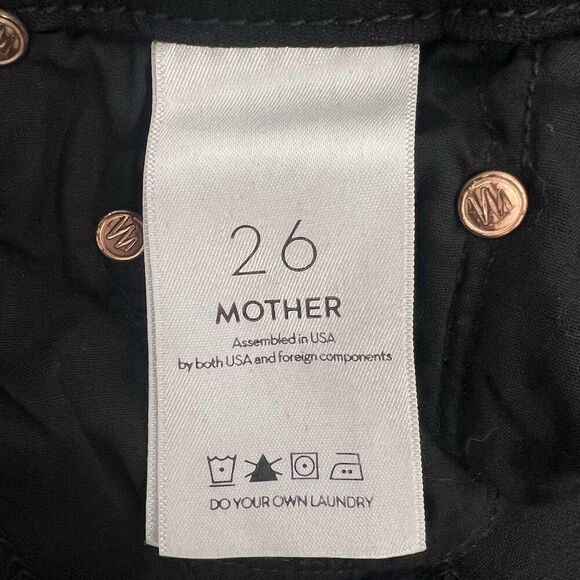 26
MOTHER
Assembled in USA
by both USA and foreign components
DO YOUR OWN LAUNDRY